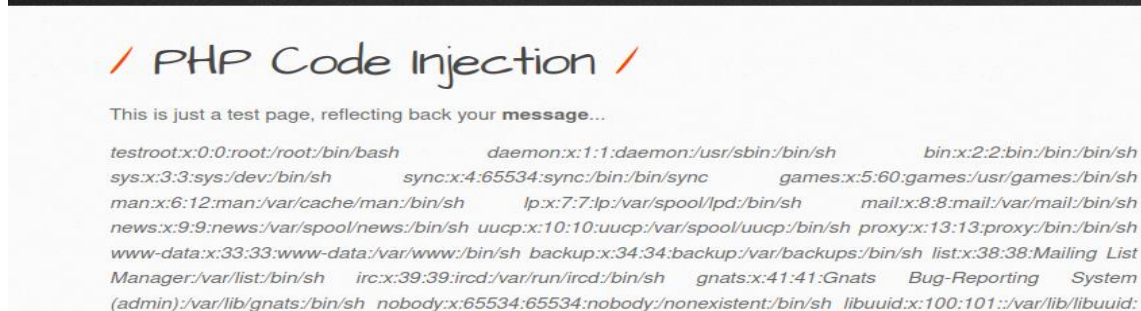 / PHP Code Injection /
This is just a test page, reflecting back your message...
testroot:x:0:0:root:/root:/bin/bash daemon:x:1:1:daemon:/usr/sbin:/bin/sh bin:x:2:2:bin:/bin:/bin/sh
sys:x:3:3:sys:/dev:/bin/sh sync:x:4:65534:sync:/bin:/bin/sync games:x:5:60:games:/usr/games:/bin/sh
man:x:6:12:man:/var/cache/man:/bin/sh lp:x:7:7:lp:/var/spool/lpd:/bin/sh mail:x:8:8:mail:/var/mail:/bin/sh
news:x:9:9:news:/var/spool/news:/bin/sh uucp:x:10:10:uucp:/var/spool/uucp:/bin/sh proxy:x:13:13:proxy:/bin:/bin/sh
www-data:x:33:33:www-data:/var/www:/bin/sh backup:x:34:34:backup:/var/backups:/bin/sh list:x:38:38:Mailing List
Manager:/var/list:/bin/sh irc:x:39:39:ircd:/var/run/ircd:/bin/sh gnats:x:41:41:Gnats Bug-Reporting System
(admin):/var/lib/gnats:/bin/sh nobody:x:65534:65534:nobody:/nonexistent:/bin/sh libuuid:x:100:101::/var/lib/libuuid: